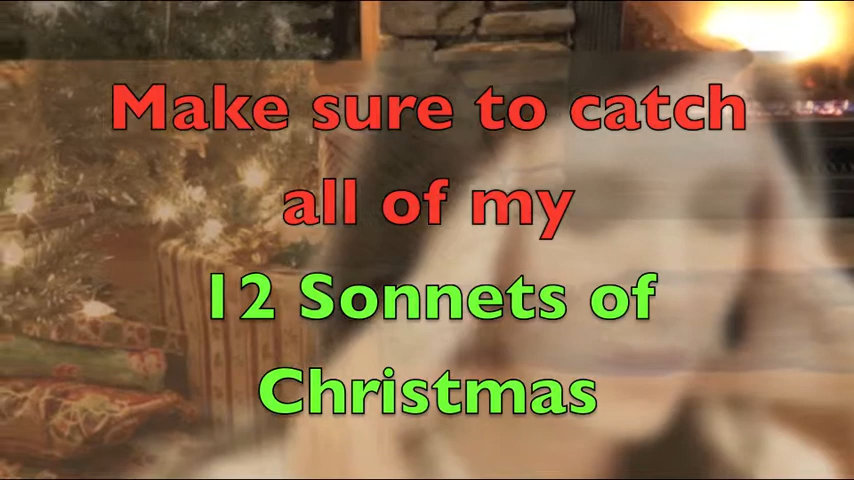 Make sure to catch
all of my
12 Sonnets of
Christmas